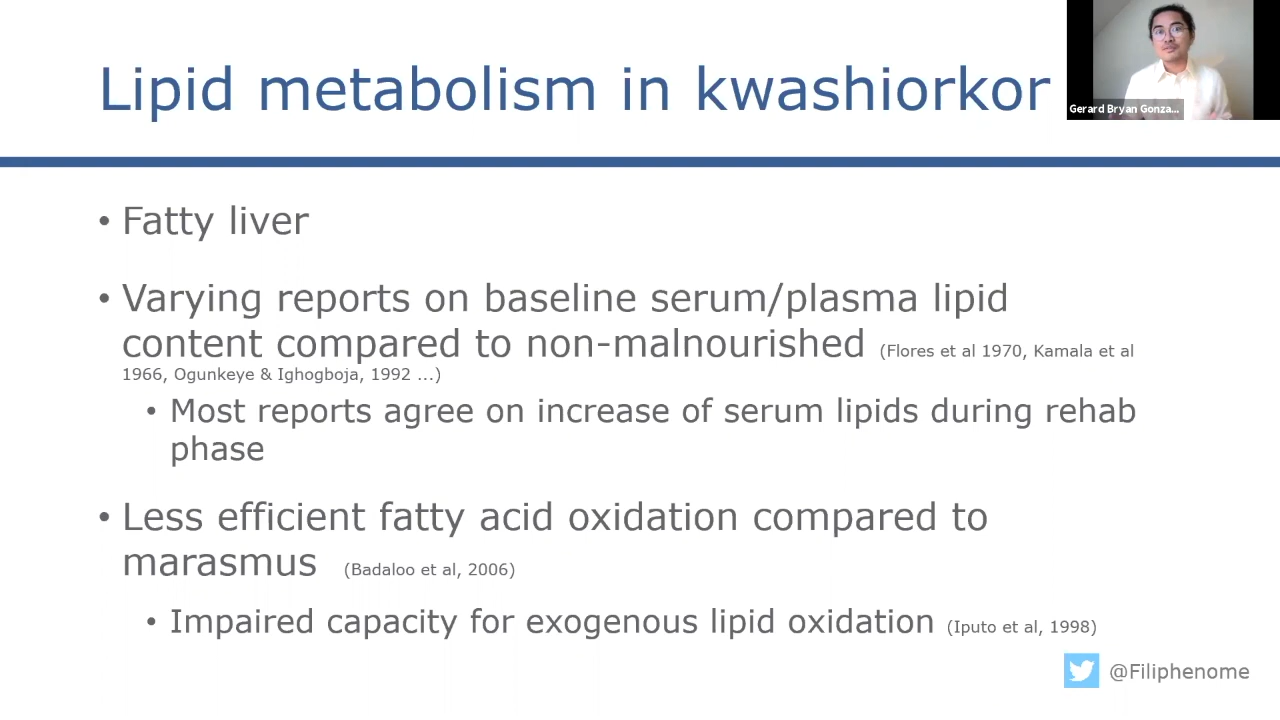 Lipid metabolism in kwashiorkor
Gerard Bryan Gonza...
• Fatty liver
• Varying reports on baseline serum/plasma lipid
content compared to non-malnourished (Flores et al 1970, Kamala et al
1966, Ogunkeye & Ighogboja, 1992 ...)
• Most reports agree on increase of serum lipids during rehab
phase
• Less efficient fatty acid oxidation compared to
marasmus (Badaloo et al, 2006)
• Impaired capacity for exogenous lipid oxidation (Iputo et al, 1998)
@Filiphenome